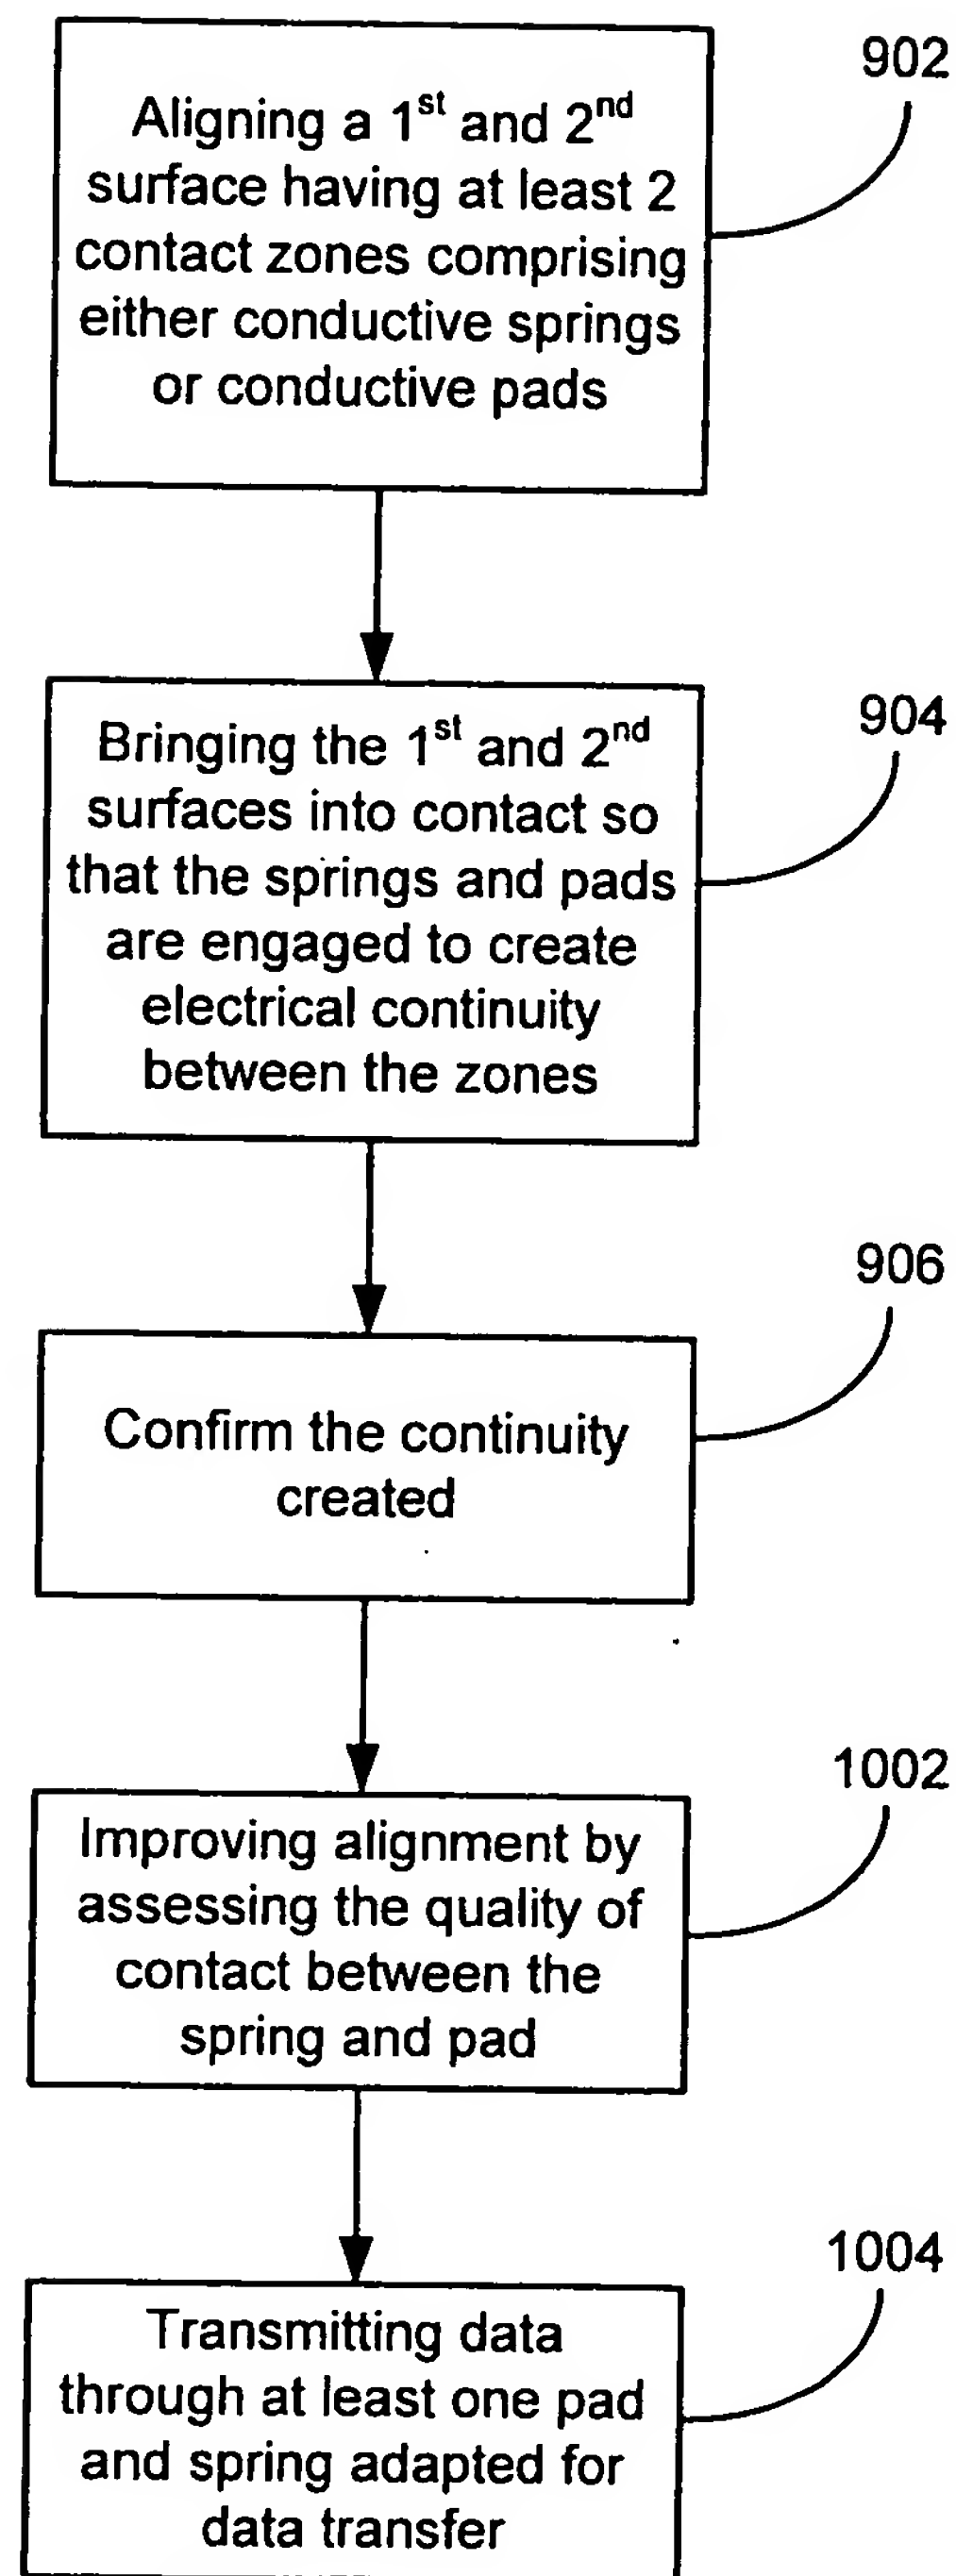 902
Aligning a 1st and 2nd
surface having at least 2
contact zones comprising
either conductive springs
or conductive pads
904
Bringing the 1st and 2nd
surfaces into contact so
that the springs and pads
are engaged to create
electrical continuity
between the zones
906
Confirm the continuity
created
1002
Improving alignment by
assessing the quality of
contact between the
spring and pad
1004
Transmitting data
through at least one pad
and spring adapted for
data transfer